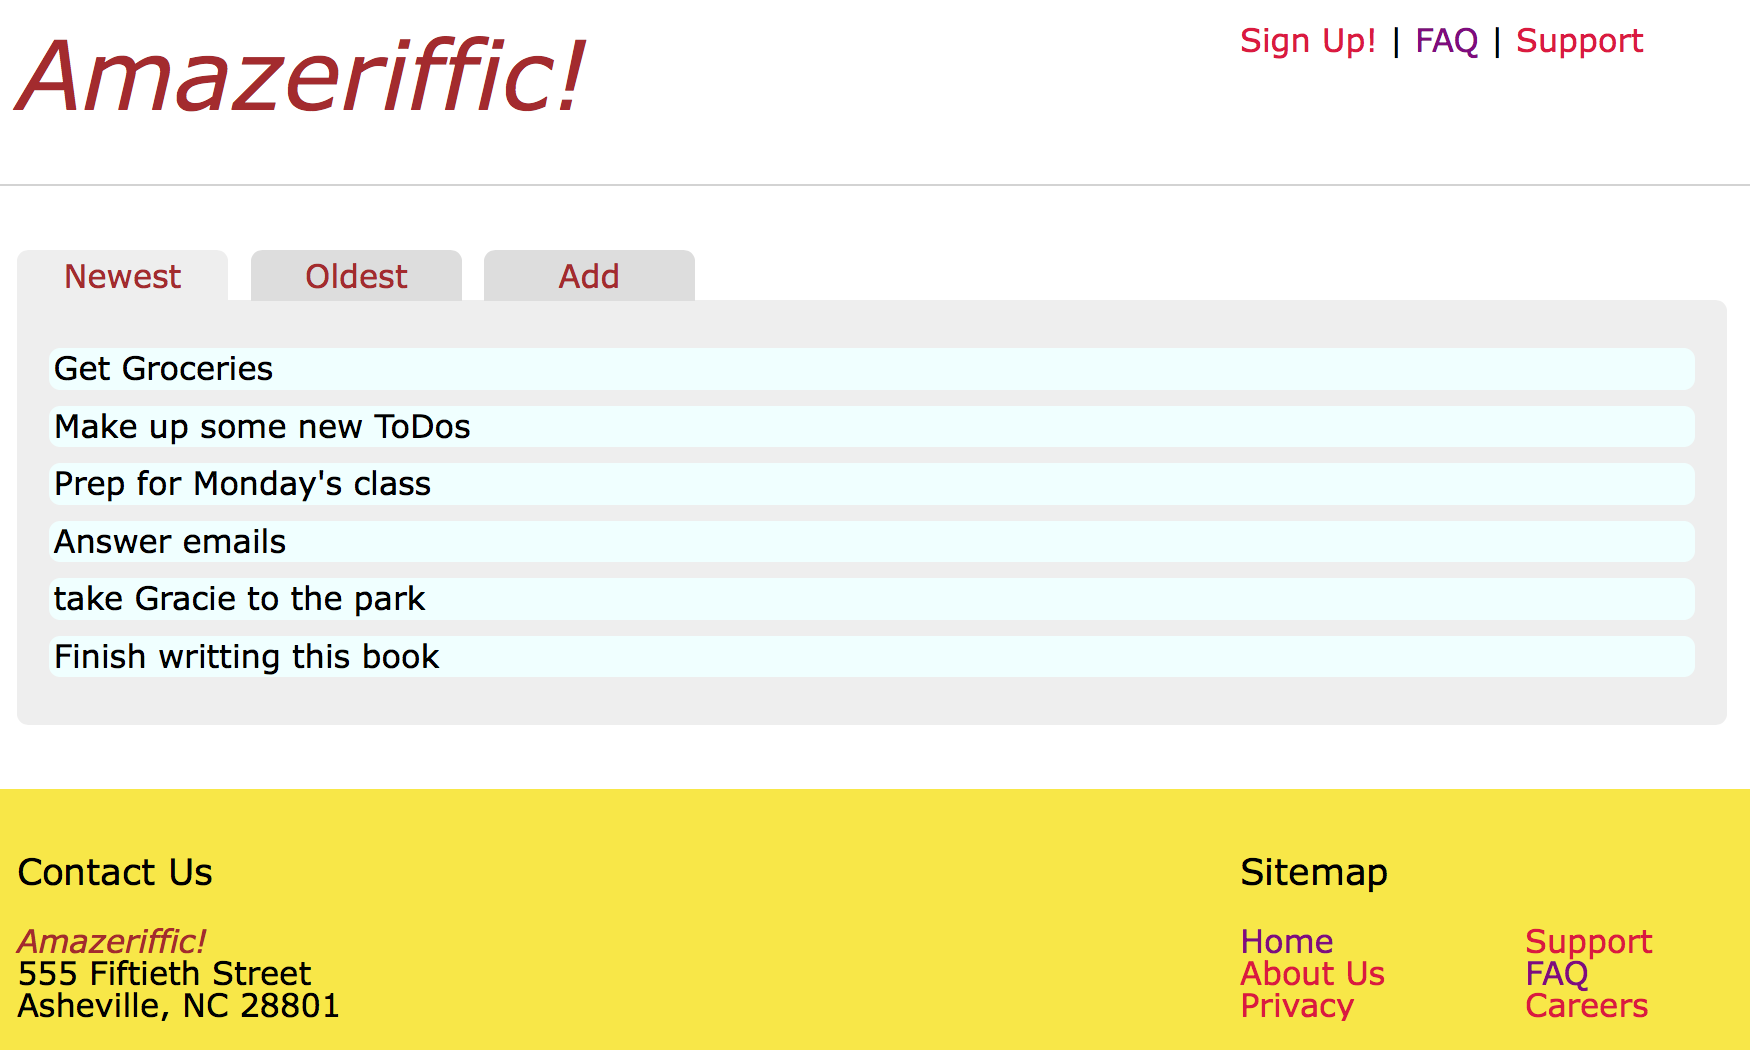 Amazeriffic!
Sign Up! | FAQ | Support
Newest
Oldest
Add
Get Groceries
Make up some new ToDos
Prep for Monday's class
Answer emails
take Gracie to the park
Finish writting this book
Contact Us
Amazeriffic!
555 Fiftieth Street
Asheville, NC 28801
Sitemap
Home
About Us
Privacy
Support
FAQ
Careers